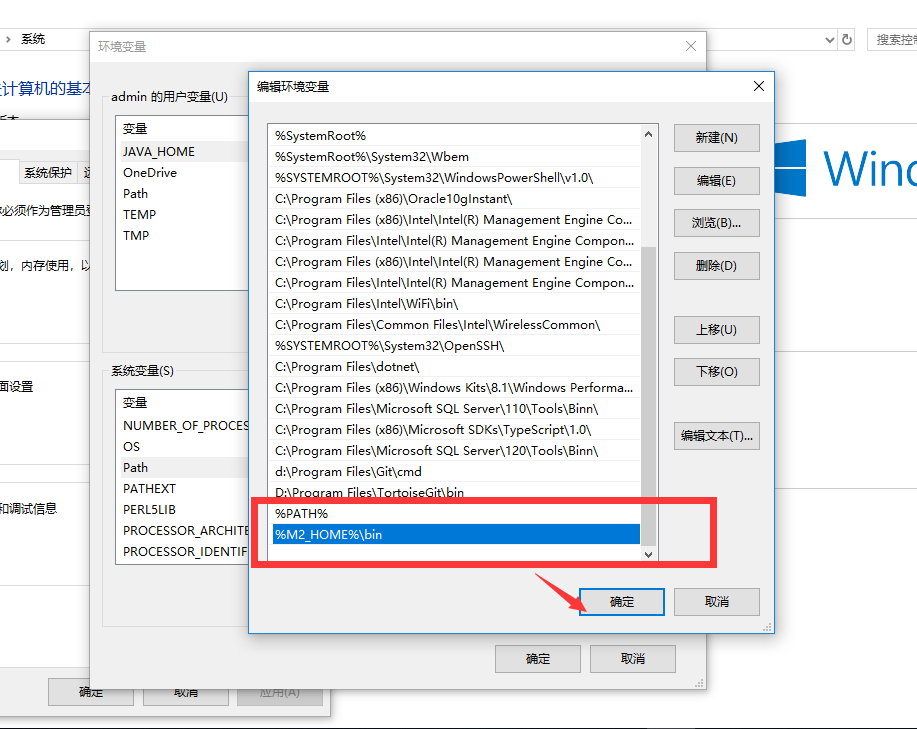 系统
搜索控制
计算机的基本
Wind
系统保护
必须作为管理员登
划，内存使用，以
面设置
和调试信息
确定
取消
应用(A)
环境变量
admin 的用户变量(U)
变量
JAVA_HOME
OneDrive
Path
TEMP
TMP
系统变量(S)
变量
NUMBER_OF_PROCES
OS
Path
PATHEXT
PERL5LIB
PROCESSOR_ARCHITE
PROCESSOR_IDENTIF
确定
取消
编辑环境变量
%SystemRoot%
%SystemRoot%\System32\Wbem
%SYSTEMROOT%\System32\WindowsPowerShell\v1.0\
C:\Program Files (x86)\Oracle10gInstant\
C:\Program Files (x86)\Intel\Intel(R) Management Engine Co...
C:\Program Files\Intel\Intel(R) Management Engine Compon...
C:\Program Files (x86)\Intel\Intel(R) Management Engine Co...
C:\Program Files\Intel\Intel(R) Management Engine Compon...
C:\Program Files\Intel\WiFi\bin\
C:\Program Files\Common Files\Intel\WirelessCommon\
%SYSTEMROOT%\System32\OpenSSH\
C:\Program Files\dotnet\
C:\Program Files (x86)\Windows Kits\8.1\Windows Performa...
C:\Program Files\Microsoft SQL Server\110\Tools\Binn\
C:\Program Files (x86)\Microsoft SDKs\TypeScript\1.0\
C:\Program Files\Microsoft SQL Server\120\Tools\Binn\
d:\Program Files\Git\cmd
D:\Program Files\TortoiseGit\bin
%PATH%
%M2_HOME%\bin
新建(N)
编辑(E)
浏览(B)...
删除(D)
上移(U)
下移(O)
编辑文本(T)...
确定
取消